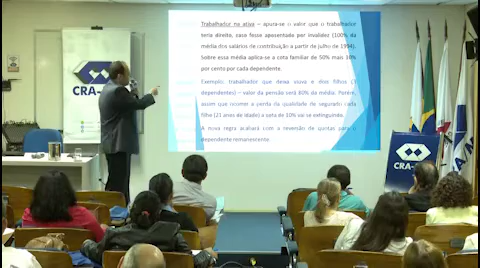 Trabalhador na ativa – apura-se o valor que o trabalhador
teria direito, caso fosse aposentado por invalidez (100% da
média dos salários de contribuição a partir de julho de 1994).
Sobre essa média aplica-se a cota familiar de 50% mais 10%
por cento por cada dependente.
Exemplo: trabalhador que deixa viúva e dois filhos (3
dependentes) – valor da pensão será 80% da média. Porém,
assim que ocorrer a perda da qualidade de segurado cada
filho (21 anos de idade) a cota de 10% vai se extinguindo.
A nova regra acabará com a reversão de quotas para o
dependente remanescente
CRA-
CRA-